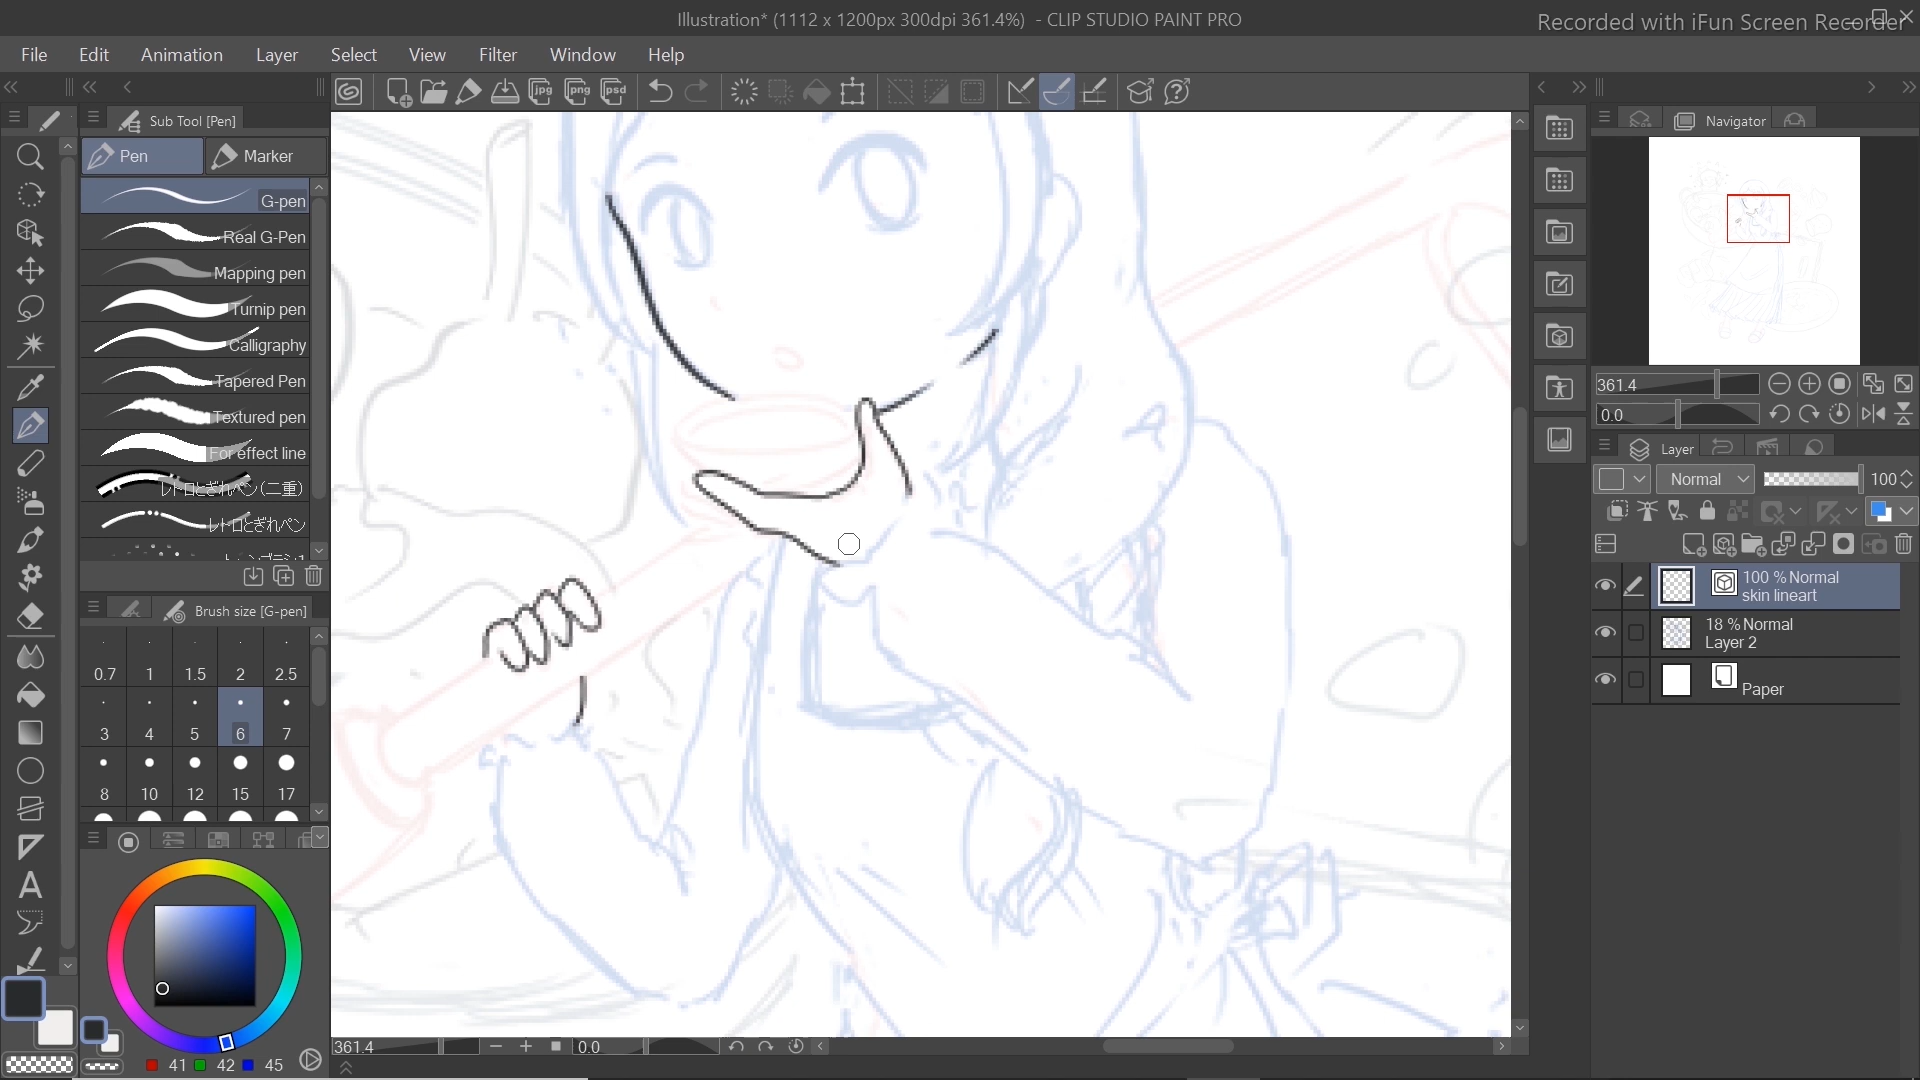 Illustration* (1112 x 1200px 300dpi 361.4%) - CLIP STUDIO PAINT PRO
Recorded with iFun Screen Recorder
File Edit Animation Layer Select View Filter Window Help
jpg png psd
Sub Tool [Pen]
Navigator
Pen Marker
G-pen
Real G-Pen
Mapping pen
Turnip pen
Calligraphy
Tapered Pen
Textured pen
For effect line
レトロとぎれペン(二重)
レトロとぎれペン
Brush size [G-pen]
0.7 1 1.5 2 2.5
3 4 5 6 7
8 10 12 15 17
41 42 45
361.4 0.0
361.4
0.0
Layer
Normal 100
100 % Normal
skin lineart
18 % Normal
Layer 2
Paper